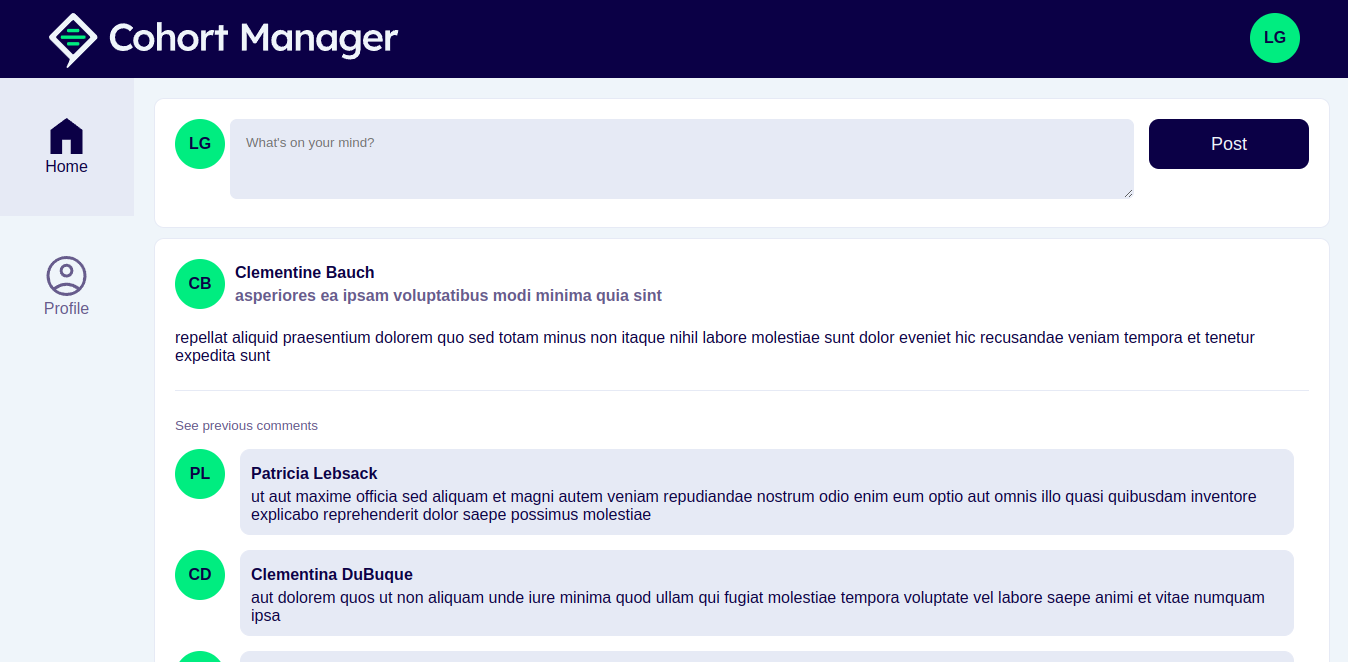 Cohort Manager
LG
Home
Profile
LG
What's on your mind?
Post
CB
Clementine Bauch
asperiores ea ipsam voluptatibus modi minima quia sint
repellat aliquid praesentium dolorem quo sed totam minus non itaque nihil labore molestiae sunt dolor eveniet hic recusandae veniam tempora et tenetur
expedita sunt
See previous comments
PL
Patricia Lebsack
ut aut maxime officia sed aliquam et magni autem veniam repudiandae nostrum odio enim eum optio aut omnis illo quasi quibusdam inventore
explicabo reprehenderit dolor saepe possimus molestiae
CD
Clementina DuBuque
aut dolorem quos ut non aliquam unde iure minima quod ullam qui fugiat molestiae tempora voluptate vel labore saepe animi et vitae numquam
ipsa